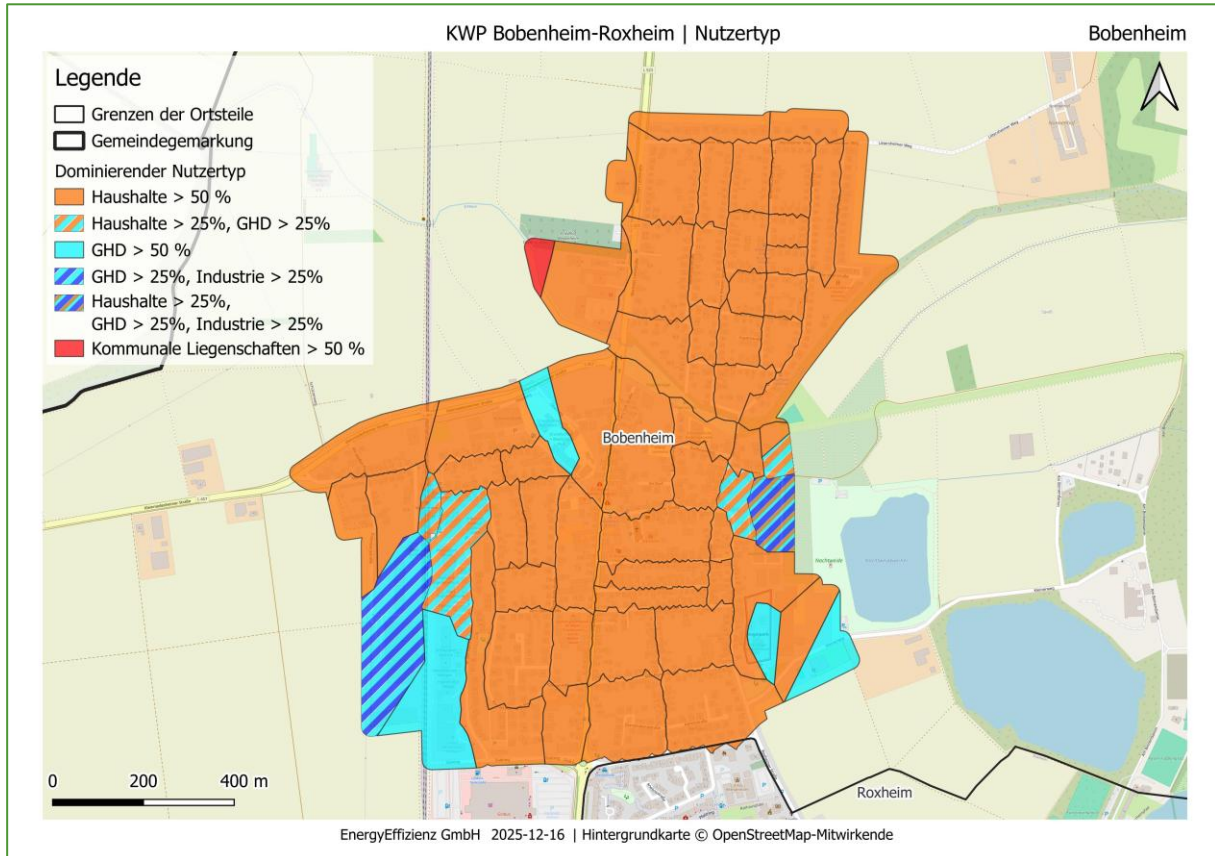 KWP Bobenheim-Roxheim | Nutzertyp
Bobenheim
Legende
Grenzen der Ortsteile
Gemeindegemarkung
Dominierender Nutzertyp
Haushalte > 50 %
Haushalte > 25%, GHD > 25%
GHD > 50 %
GHD > 25%, Industrie > 25%
Haushalte > 25%,
GHD > 25%, Industrie > 25%
Kommunale Liegenschaften > 50 %
Bobenheim
Nachtweide
Roxheim
0 200 400 m
EnergyEffizienz GmbH 2025-12-16 | Hintergrundkarte © OpenStreetMap-Mitwirkende